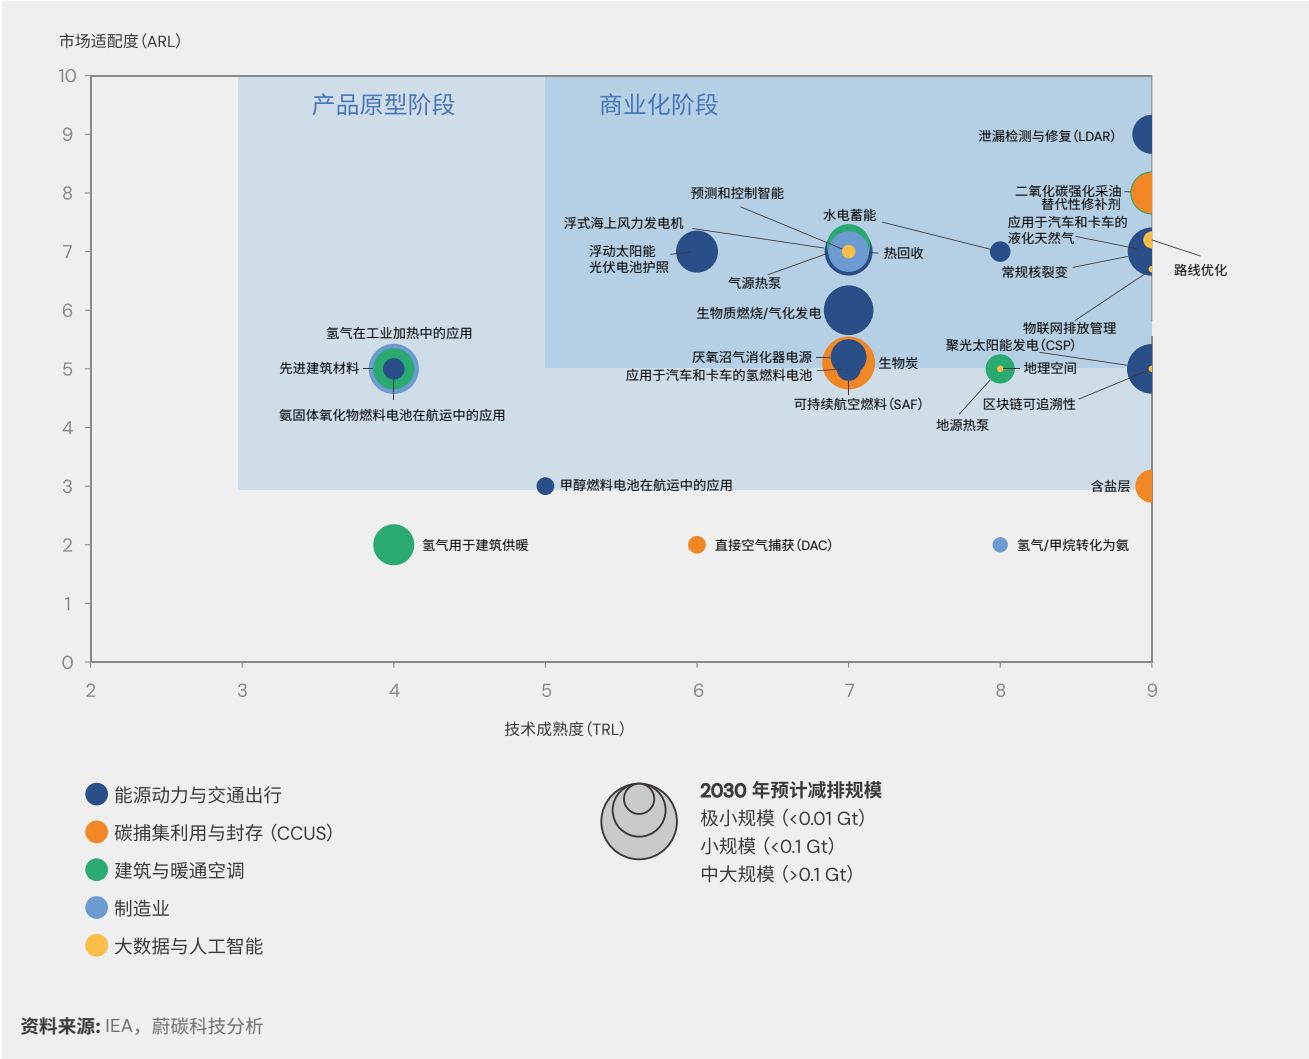 市场适配度(ARL)
10
9
8
7
6
5
4
3
2
1
0
产品原型阶段
商业化阶段
泄漏检测与修复(LDAR)
预测和控制智能
二氧化碳强化采油
替代性修补剂
浮式海上风力发电机
水电蓄能
应用于汽车和卡车的
液化天然气
浮动太阳能
光伏电池护照
热回收
气源热泵
常规核裂变
路线优化
生物质燃烧/气化发电
物联网排放管理
氢气在工业加热中的应用
聚光太阳能发电(CSP)
厌氧沼气消化器电源
生物炭
先进建筑材料
地理空间
应用于汽车和卡车的氢燃料电池
可持续航空燃料(SAF)
区块链可追溯性
氨固体氧化物燃料电池在航运中的应用
地源热泵
甲醇燃料电池在航运中的应用
含盐层
氢气用于建筑供暖
直接空气捕获(DAC)
氢气/甲烷转化为氨
2
3
4
5
6
7
8
9
技术成熟度(TRL)
能源动力与交通出行
碳捕集利用与封存 (CCUS)
建筑与暖通空调
制造业
大数据与人工智能
2030 年预计减排规模
极小规模 (<0.01 Gt)
小规模 (<0.1 Gt)
中大规模 (>0.1 Gt)
资料来源: IEA，蔚碳科技分析